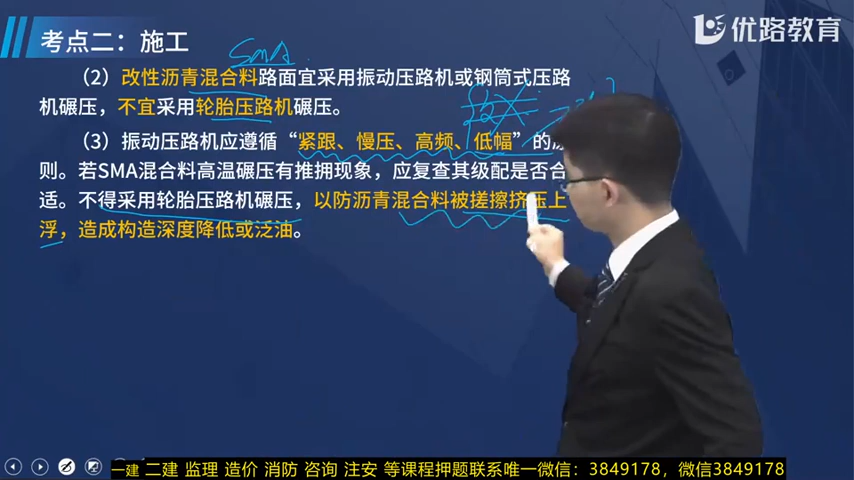 考点二：施工
优路教育
SMA
（2）改性沥青混合料路面宜采用振动压路机或钢筒式压路
机碾压，不宜采用轮胎压路机碾压。
（3）振动压路机应遵循“紧跟、慢压、高频、低幅”的原
则。若SMA混合料高温碾压有推拥现象，应复查其级配是否合
适。不得采用轮胎压路机碾压，以防沥青混合料被搓擦挤压上
浮，造成构造深度降低或泛油。
一建 二建 监理 造价 消防 咨询 注安 等课程押题联系唯一微信：3849178，微信3849178